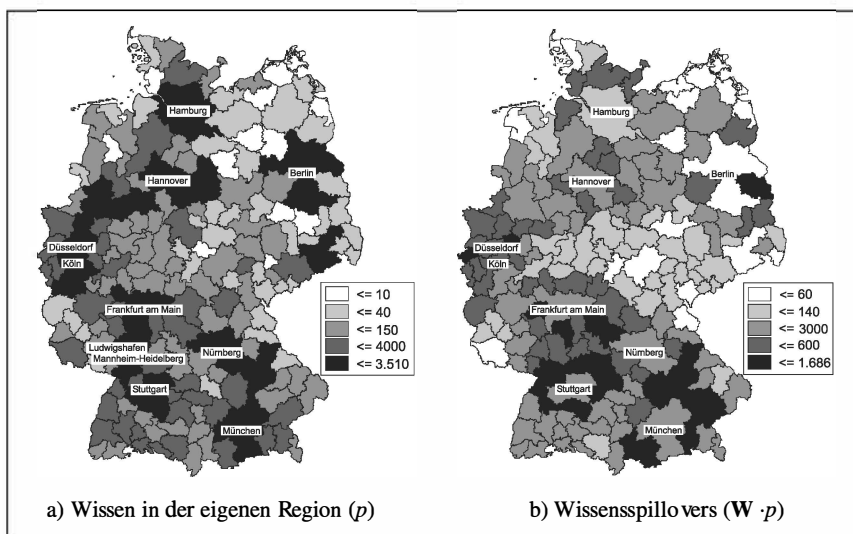 Hamburg
Hannover
Berlin
Düsseldorf
Köln
Frankfurt am Main
Ludwigshafen
Mannheim-Heidelberg
Nürnberg
Stuttgart
München
<= 10
<= 40
<= 150
<= 4000
<= 3.510
a) Wissen in der eigenen Region (p)
Hamburg
Hannover
Berlin
Düsseldorf
Köln
Frankfurt am Main
Nürnberg
Stuttgart
München
<= 60
<= 140
<= 3000
<= 600
<= 1.686
b) Wissensspillovers (W ·p)